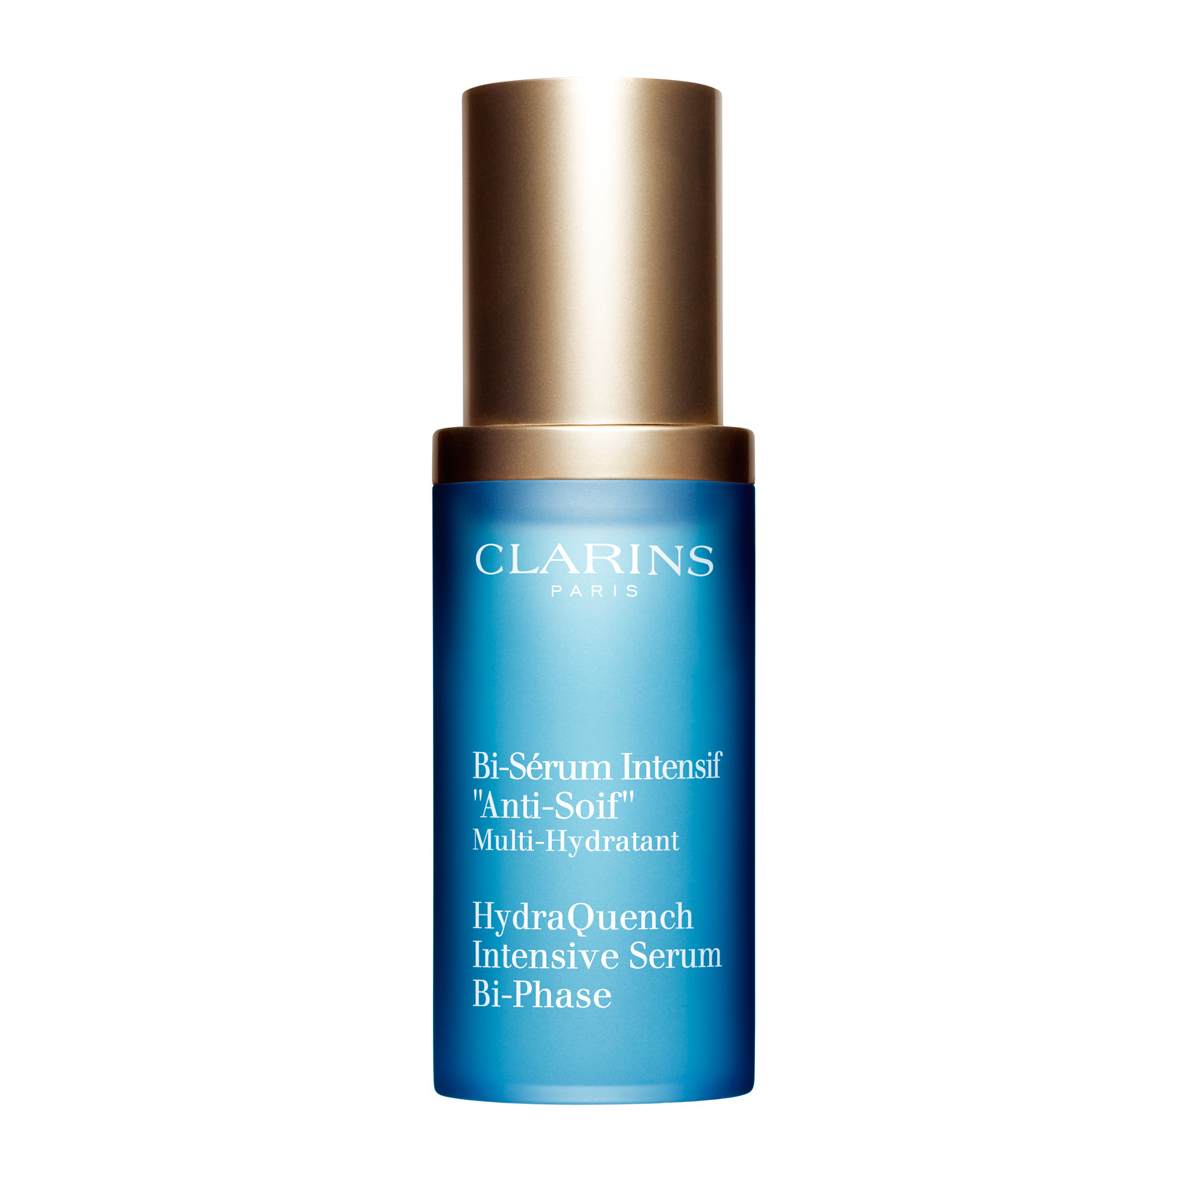 CLARINS
PARIS
Bi-Sérum Intensif
"Anti-Soif"
Multi-Hydratant
HydraQuench
Intensive Serum
Bi-Phase